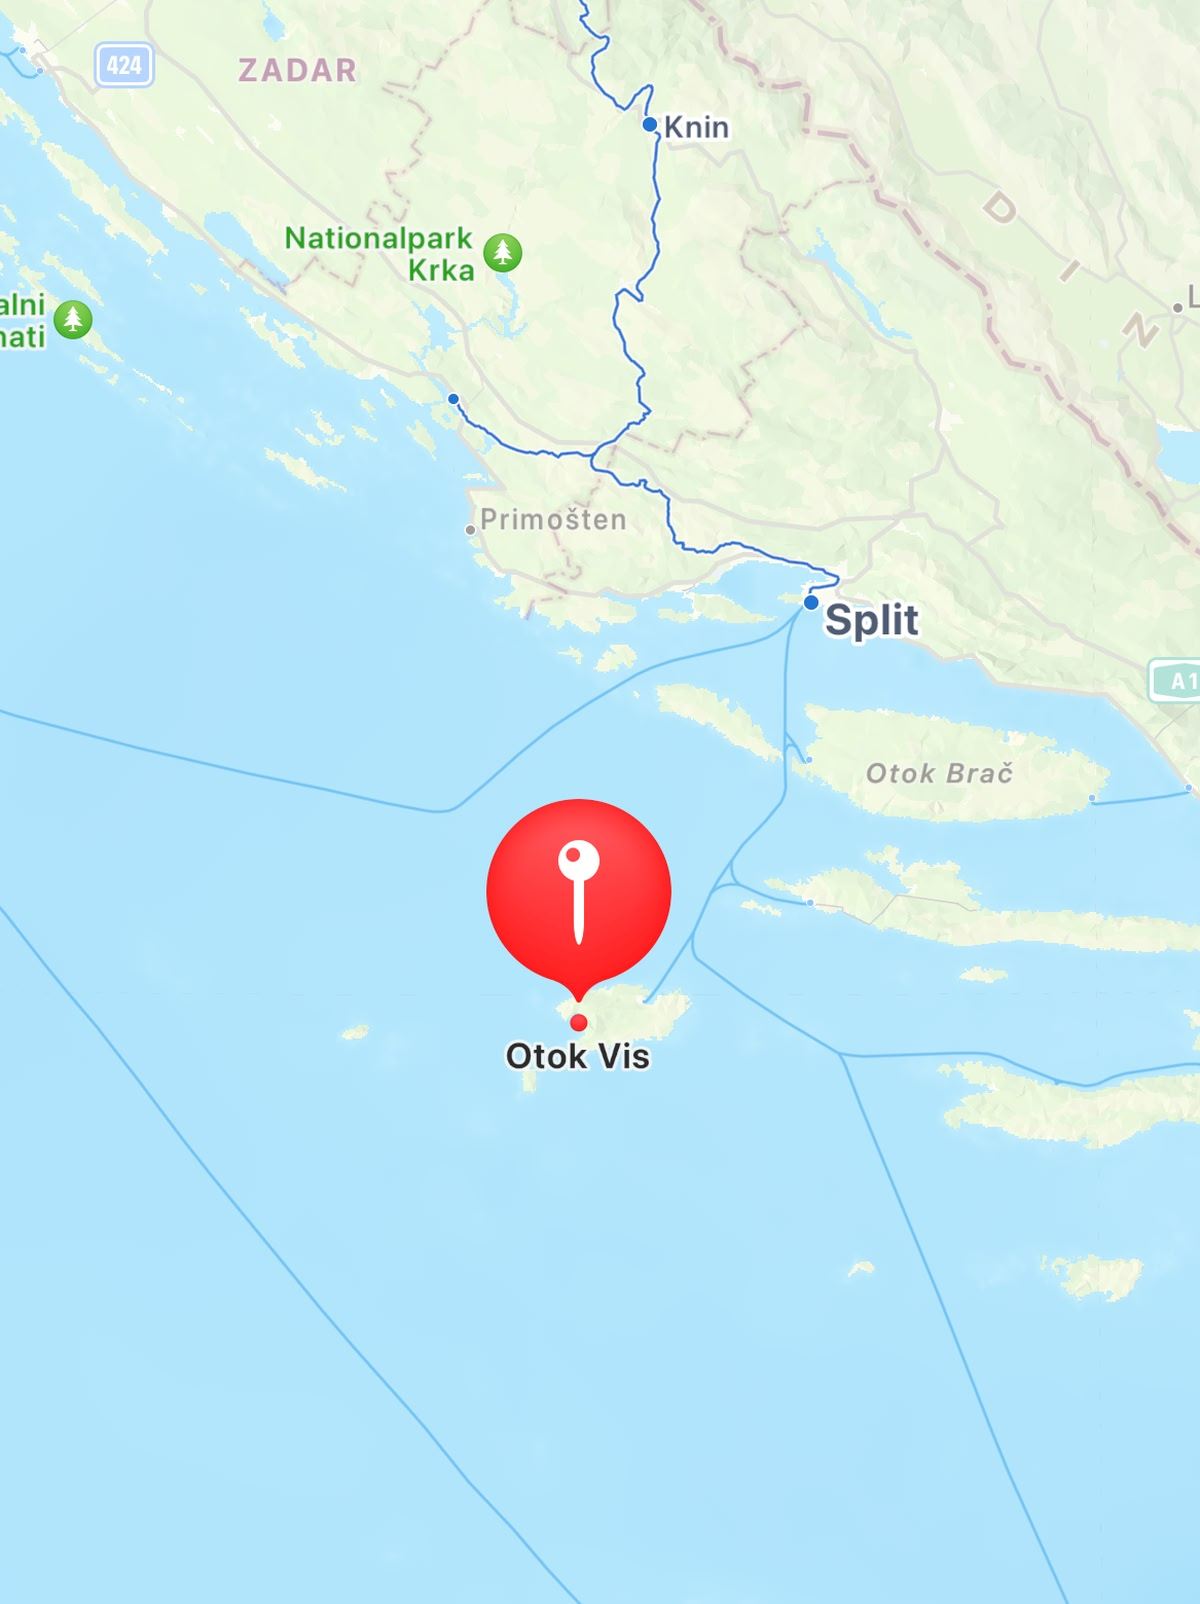 424
ZADAR
Knin
Nationalpark
Krka
alni
nati
D
I
N
L
Primošten
Split
A1
Otok Brač
Otok Vis